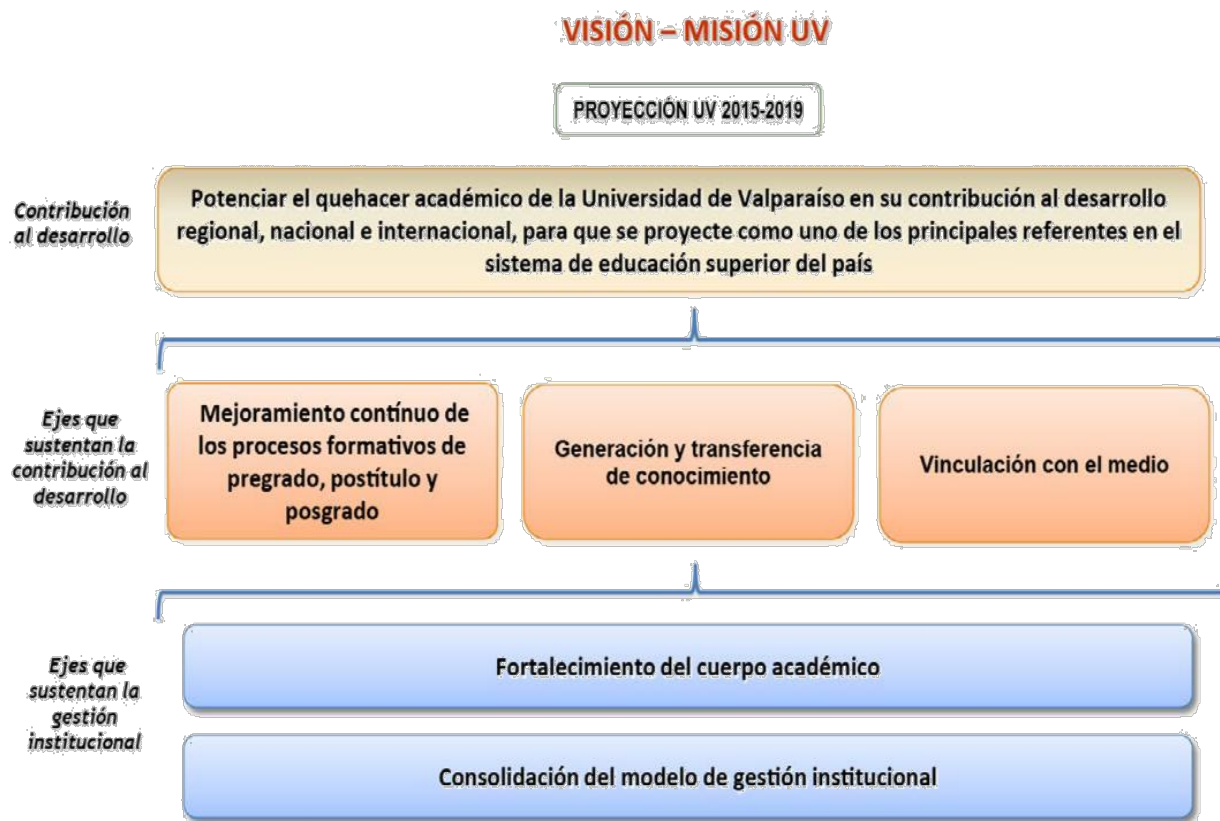 VISIÓN – MISIÓN UV
PROYECCIÓN UV 2015-2019
Contribución
al desarrollo
Potenciar el quehacer académico de la Universidad de Valparaíso en su contribución al desarrollo
regional, nacional e internacional, para que se proyecte como uno de los principales referentes en el
sistema de educación superior del país
Ejes que
sustentan la
contribución al
desarrollo
Mejoramiento contínuo de
los procesos formativos de
pregrado, postítulo y
posgrado
Generación y transferencia
de conocimiento
Vinculación con el medio
Ejes que
sustentan la
gestión
institucional
Fortalecimiento del cuerpo académico
Consolidación del modelo de gestión institucional